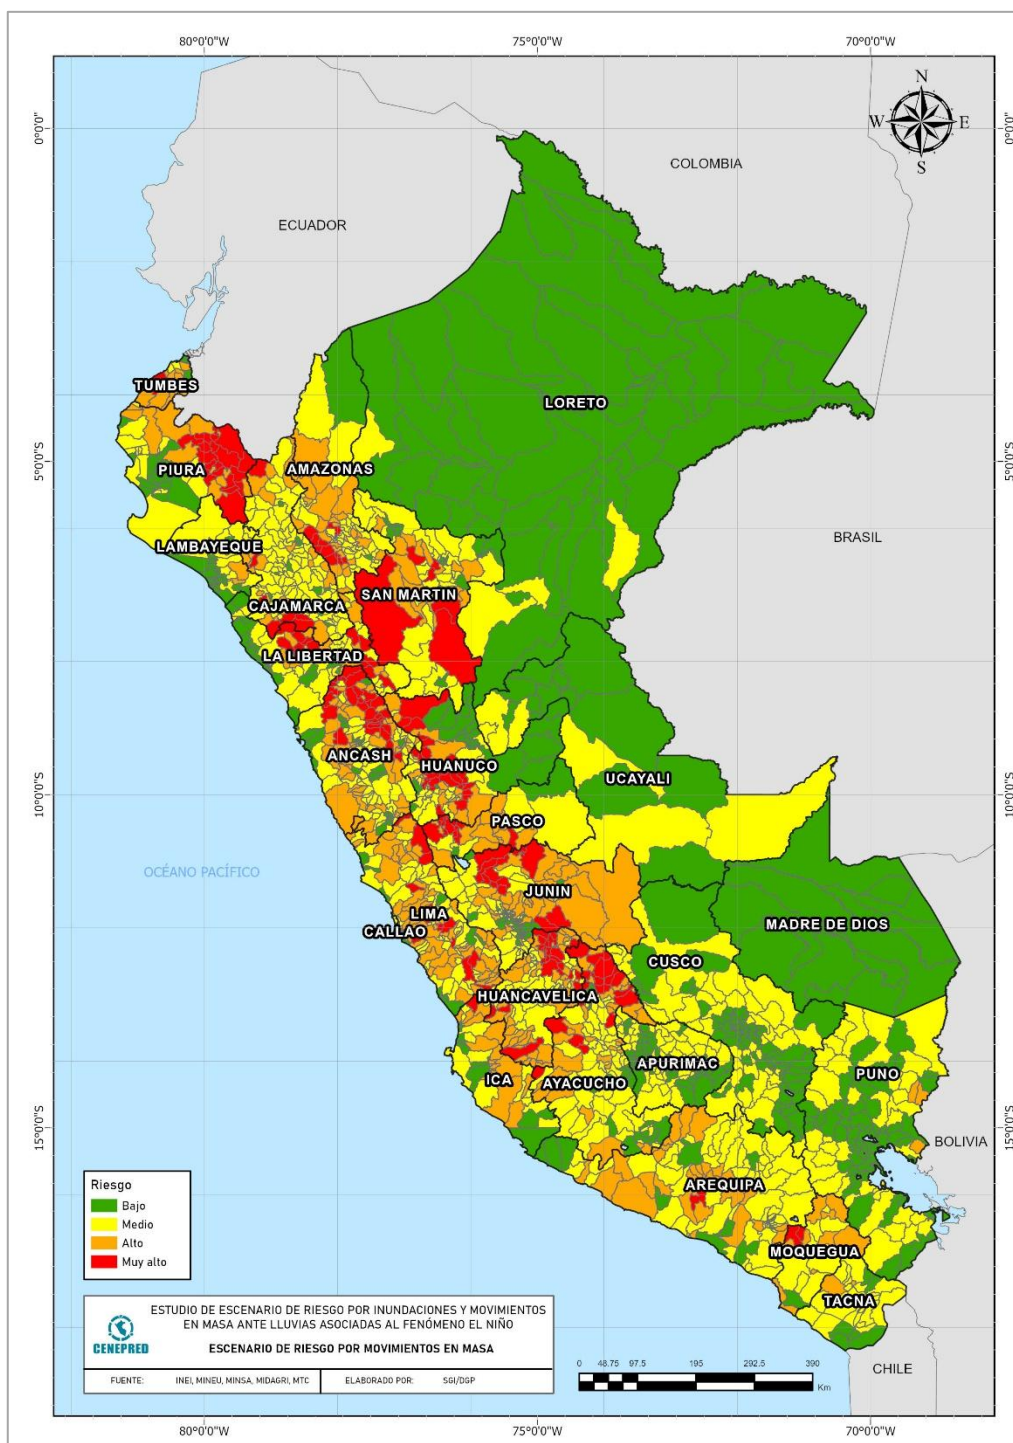 80°0'0"W
75°0'0"W
70°0'0"W
N
W
E
S
0°0'0"
0°0'0"
COLOMBIA
ECUADOR
TUMBES
LORETO
5°0'0"S
PIURA
AMAZONAS
5°0'0"S
BRASIL
LAMBAYEQUE
SAN MARTIN
CAJAMARCA
LA LIBERTAD
ANCASH
HUANUCO
UCAYALI
10°0'0"S
10°0'0"S
PASCO
OCÉANO PACÍFICO
JUNIN
LIMA
CALLAO
MADRE DE DIOS
CUSCO
HUANCAVELICA
APURIMAC
PUNO
ICA
AYACUCHO
15°0'0"S
15°0'0"S
BOLIVIA
AREQUIPA
MOQUEGUA
TACNA
CHILE
Riesgo
Bajo
Medio
Alto
Muy alto
CENEPRED
ESTUDIO DE ESCENARIO DE RIESGO POR INUNDACIONES Y MOVIMIENTOS
EN MASA ANTE LLUVIAS ASOCIADAS AL FENÓMENO EL NIÑO
ESCENARIO DE RIESGO POR MOVIMIENTOS EN MASA
FUENTE: INEI, MINEU, MINSA, MIDAGRI, MTC
ELABORADO POR: SGI/DGP
0 48.75 97.5 195 292.5 390
Km
80°0'0"W
75°0'0"W
70°0'0"W